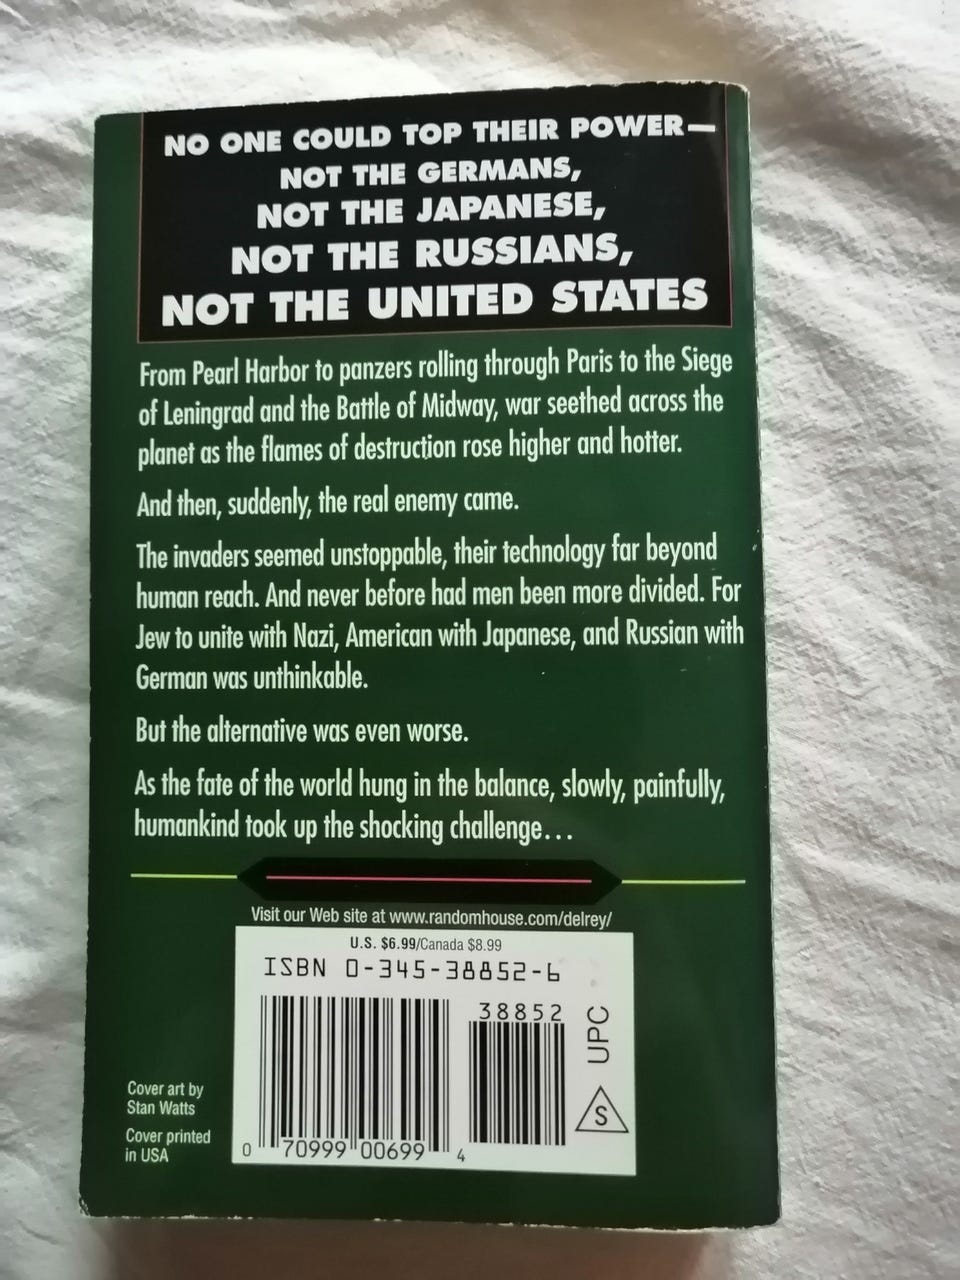 NO ONE COULD TOP THEIR POWER—
NOT THE GERMANS,
NOT THE JAPANESE,
NOT THE RUSSIANS,
NOT THE UNITED STATES
From Pearl Harbor to panzers rolling through Paris to the Siege
of Leningrad and the Battle of Midway, war seethed across the
planet as the flames of destruction rose higher and hotter.
And then, suddenly, the real enemy came.
The invaders seemed unstoppable, their technology far beyond
human reach. And never before had men been more divided. For
Jew to unite with Nazi, American with Japanese, and Russian with
German was unthinkable.
But the alternative was even worse.
As the fate of the world hung in the balance, slowly, painfully,
humankind took up the shocking challenge...
Visit our Web site at www.randomhouse.com/delrey/
U.S. $6.99/Canada $8.99
ISBN 0-345-38852-6
38852
UPC
S
0 70999 00699 4
Cover art by
Stan Watts
Cover printed
in USA